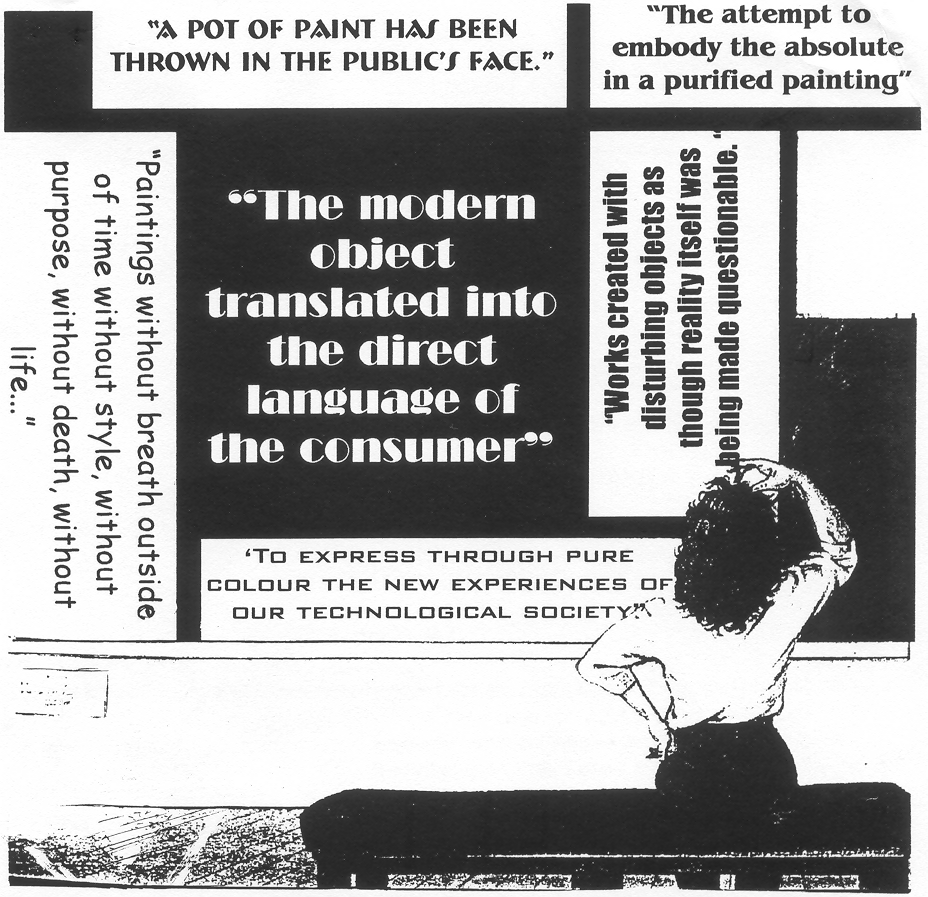 "A POT OF PAINT HAS BEEN
THROWN IN THE PUBLIC'S FACE."
"The attempt to
embody the absolute
in a purified painting"
"Paintings without breath outside
of time without style, without
purpose, without death, without
life..."
"The modern
object
translated into
the direct
language of
the consumer"
"Works created with
disturbing objects as
though reality itself was
being made questionable. "
'TO EXPRESS THROUGH PURE
COLOUR THE NEW EXPERIENCES OF
OUR TECHNOLOGICAL SOCIETY"